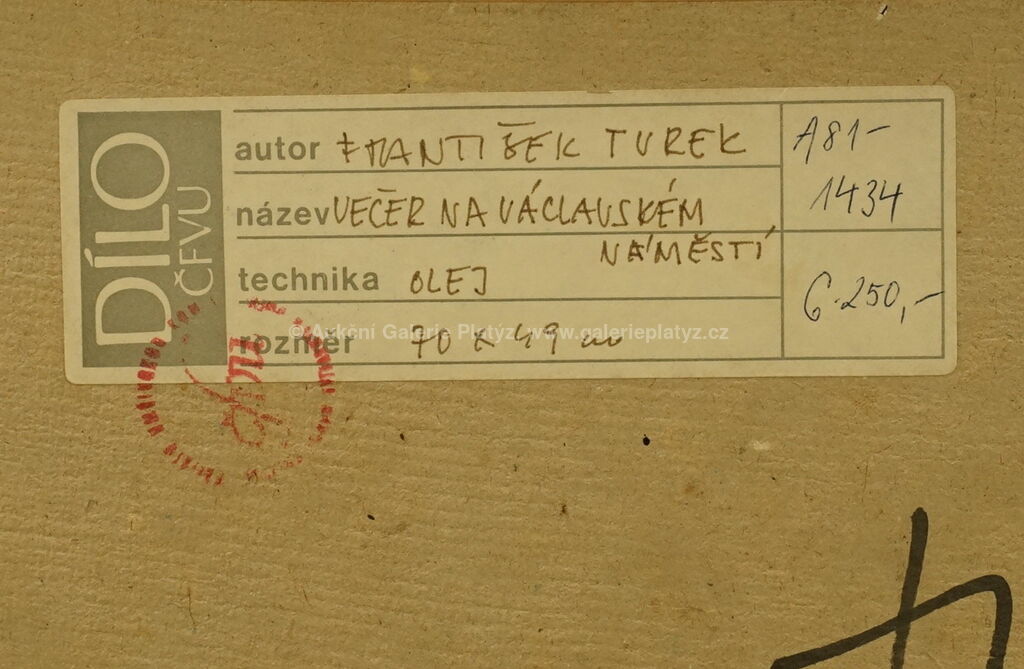 DÍLO
ČFVU
autor FRANTIŠEK TUREK
název VEČER NA VÁCLAVSKÉM
NÁMĚSTÍ
technika OLEJ
rozměr 70 x 49 cm
A81-
1434
6.250,-
© Aukční Galerie Platýz, www.galerieplatyz.cz